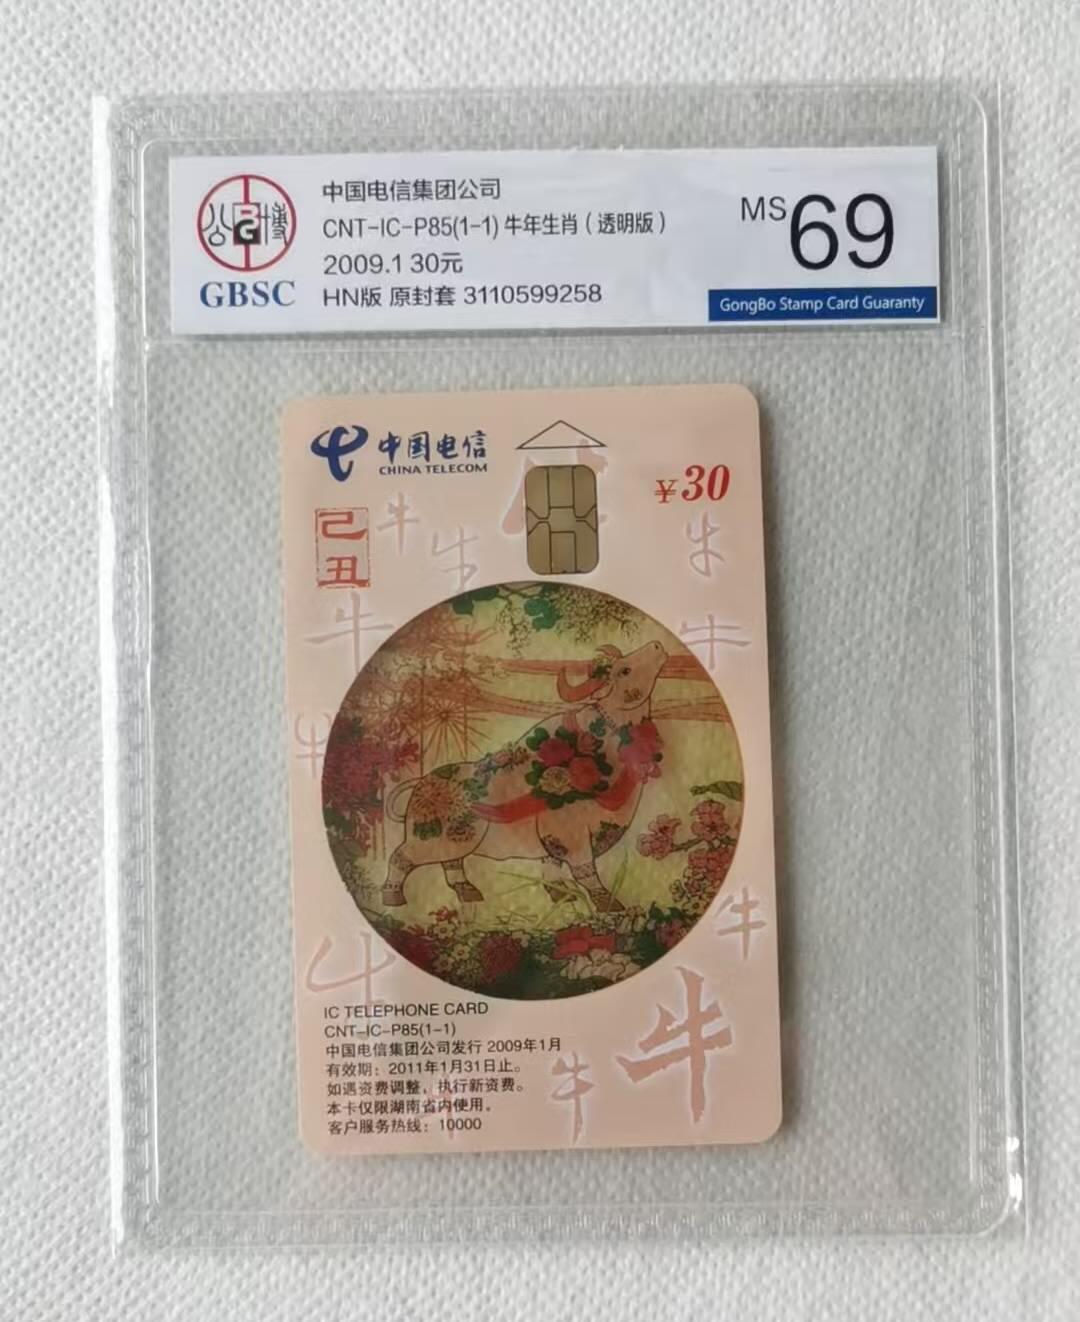 中国电信集团公司
CNT-IC-P85(1-1) 牛年生肖（透明版）
2009.1 30元
HN版 原封套 3110599258
MS 69
公博
BG
GBSC
GongBo Stamp Card Guaranty
中国电信
CHINA TELECOM
¥30
己丑
牛
牛
牛
牛
牛
牛
牛
牛
牛
牛
IC TELEPHONE CARD
CNT-IC-P85(1-1)
中国电信集团公司发行 2009年1月
有效期：2011年1月31日止。
如遇资费调整，执行新资费。
本卡仅限湖南省内使用。
客户服务热线：10000